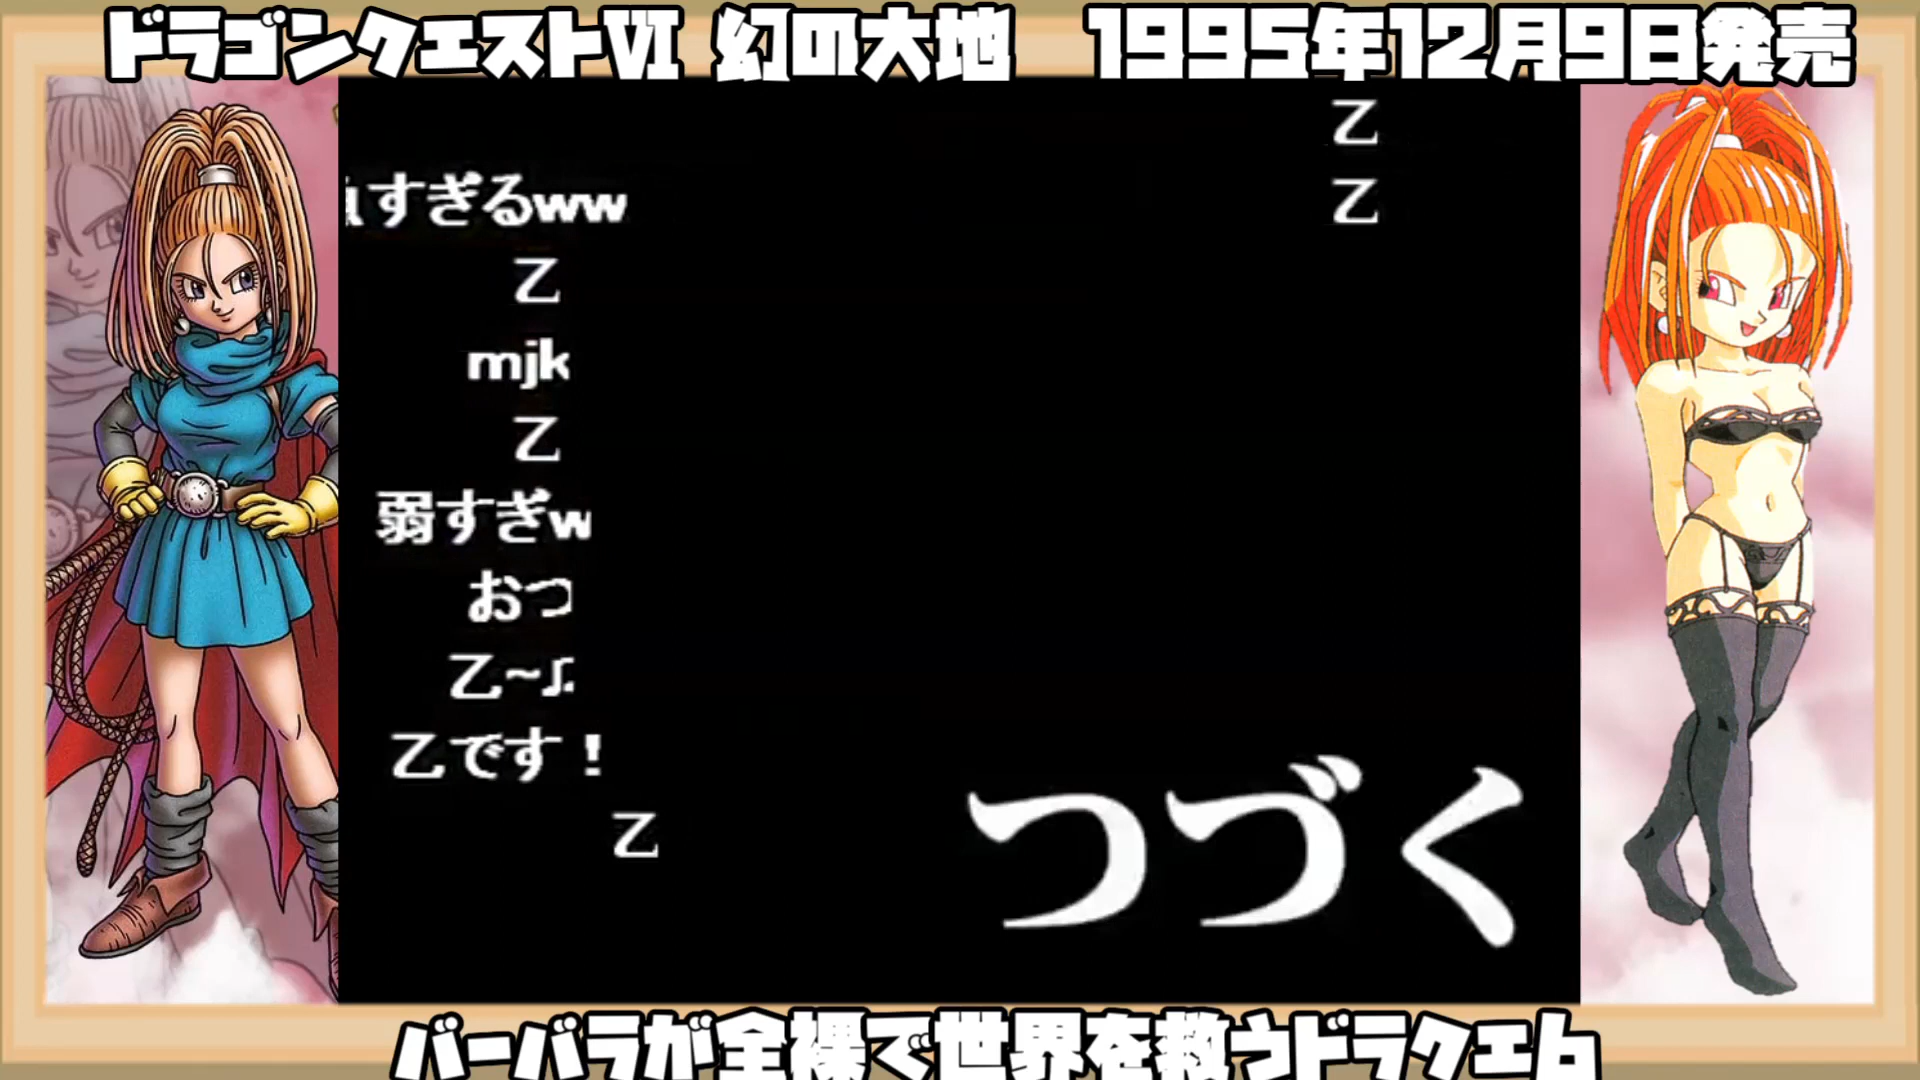 ドラゴンクエストⅥ 幻の大地　1995年12月9日発売
乙
すぎるww
乙
乙
mjk
乙
弱すぎw
おつ
乙~♫
乙です！
乙
つづく
バーバラが全裸で世界を救うドラクエ6